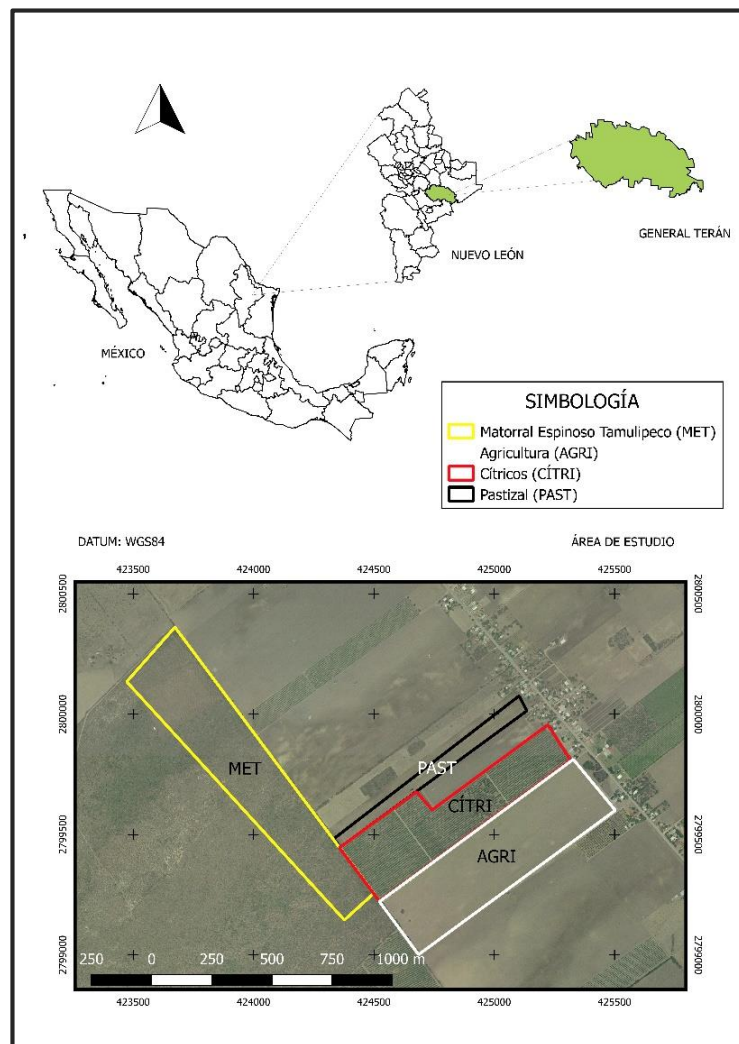 GENERAL TERÁN
NUEVO LEÓN
MÉXICO
SIMBOLOGÍA
Matorral Espinoso Tamulipeco (MET)
Agricultura (AGRI)
Cítricos (CÍTRI)
Pastizal (PAST)
DATUM: WGS84
ÁREA DE ESTUDIO
423500 424000 424500 425000 425500
2800500 2800500
2800000 2800000
MET
PAST
CÍTRI
2799500 2799500
AGRI
2799000 2799000
250 0 250 500 750 1000 m
423500 424000 424500 425000 425500